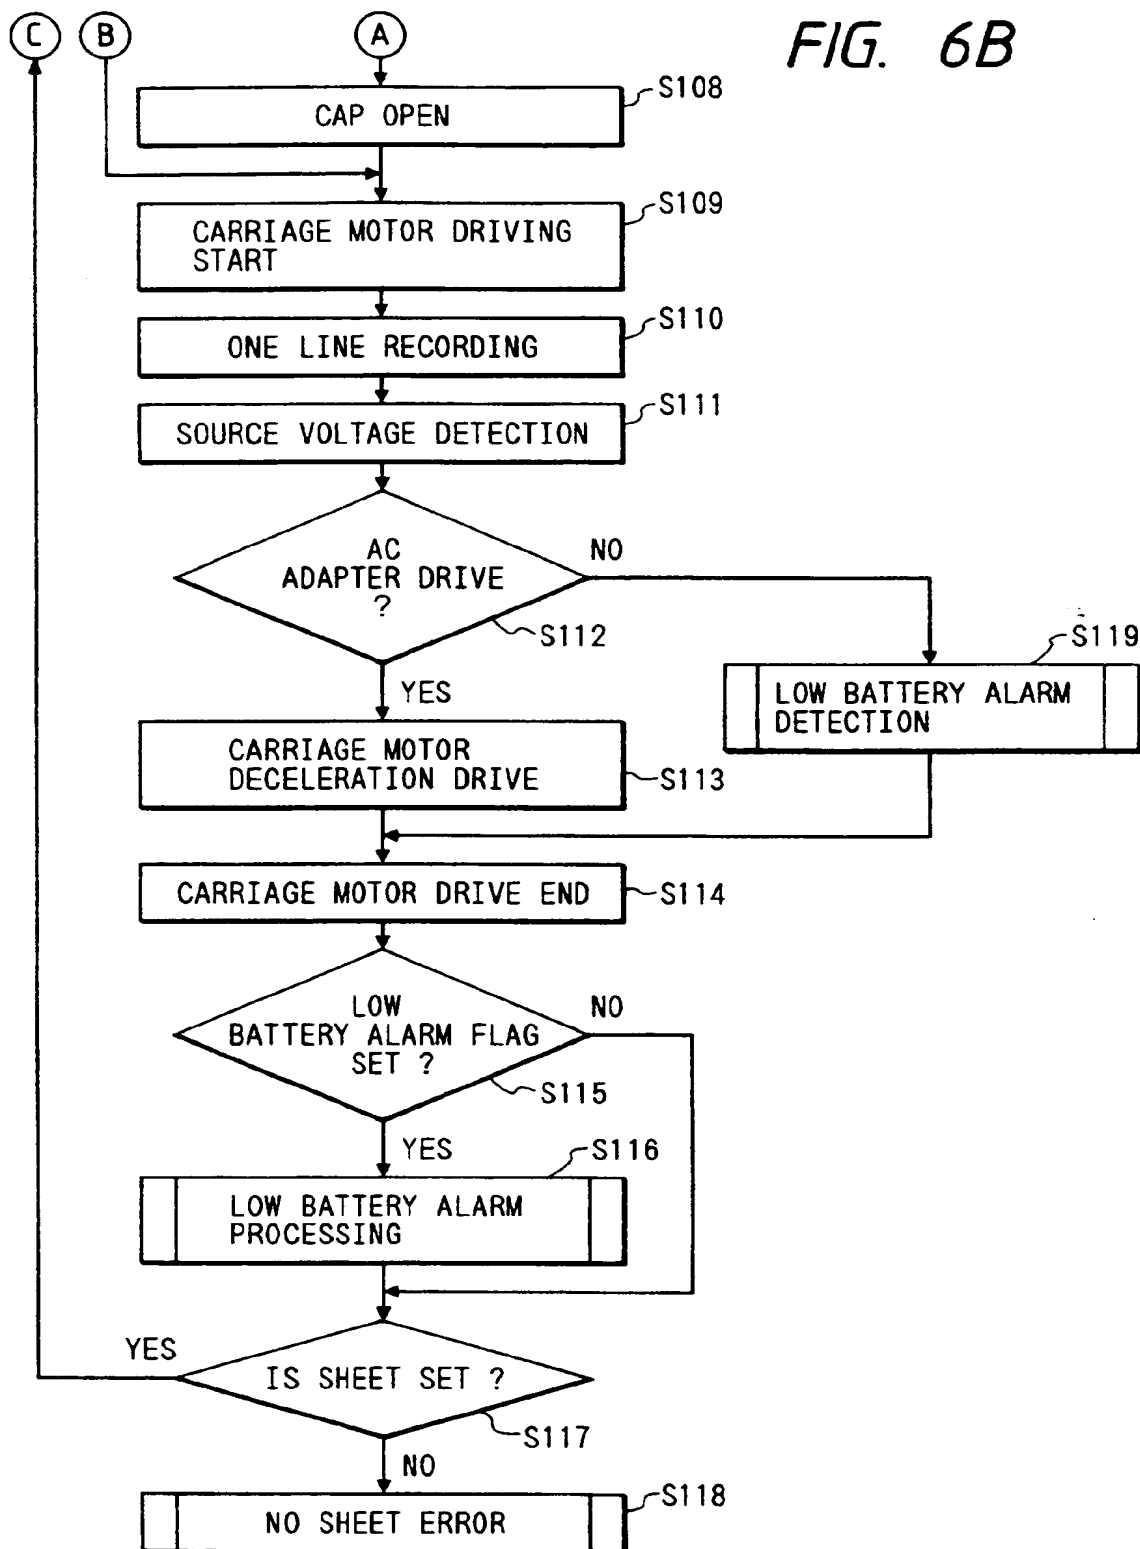 C
B
A
FIG. 6B
CAP OPEN
S108
CARRIAGE MOTOR DRIVING
START
S109
ONE LINE RECORDING
S110
SOURCE VOLTAGE DETECTION
S111
AC
ADAPTER DRIVE
?
NO
S112
YES
LOW BATTERY ALARM
DETECTION
S119
CARRIAGE MOTOR
DECELERATION DRIVE
S113
CARRIAGE MOTOR DRIVE END
S114
LOW
BATTERY ALARM FLAG
SET ?
NO
S115
YES
S116
LOW BATTERY ALARM
PROCESSING
YES
IS SHEET SET ?
S117
NO
NO SHEET ERROR
S118